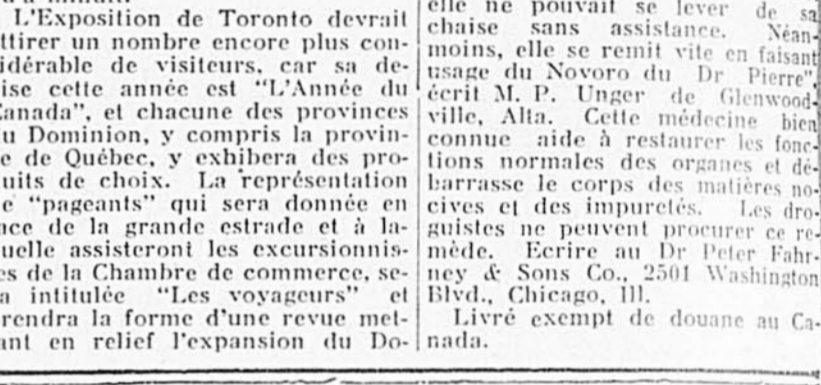 L'Exposition de Toronto devrait
ttirer un nombre encore plus con-
idérable de visiteurs, car sa de-
ise cette année est "L'Année du
Canada", et chacune des provinces
u Dominion, y compris la provin-
e de Québec, y exhibera des pro-
uits de choix. La représentation
e "pageants" qui sera donnée en
ace de la grande estrade et à la-
uelle assisteront les excursionnis-
es de la Chambre de commerce, se-
a intitulée "Les voyageurs" et
rendra la forme d'une revue met-
ant en relief l'expansion du Do-
elle ne pouvait se lever de sa
chaise sans assistance. Néan-
moins, elle se remit vite en faisant
usage du Novoro du Dr Pierre",
écrit M. P. Unger de Glenwood-
ville, Alta. Cette médecine bien
connue aide à restaurer les fonc-
tions normales des organes et dé-
barrasse le corps des matières no-
cives et des impuretés. Les dro-
guistes ne peuvent procurer ce re-
mède. Ecrire au Dr Peter Fahr-
ney & Sons Co., 2501 Washington
Blvd., Chicago, Ill.
Livré exempt de douane au Ca-
nada.